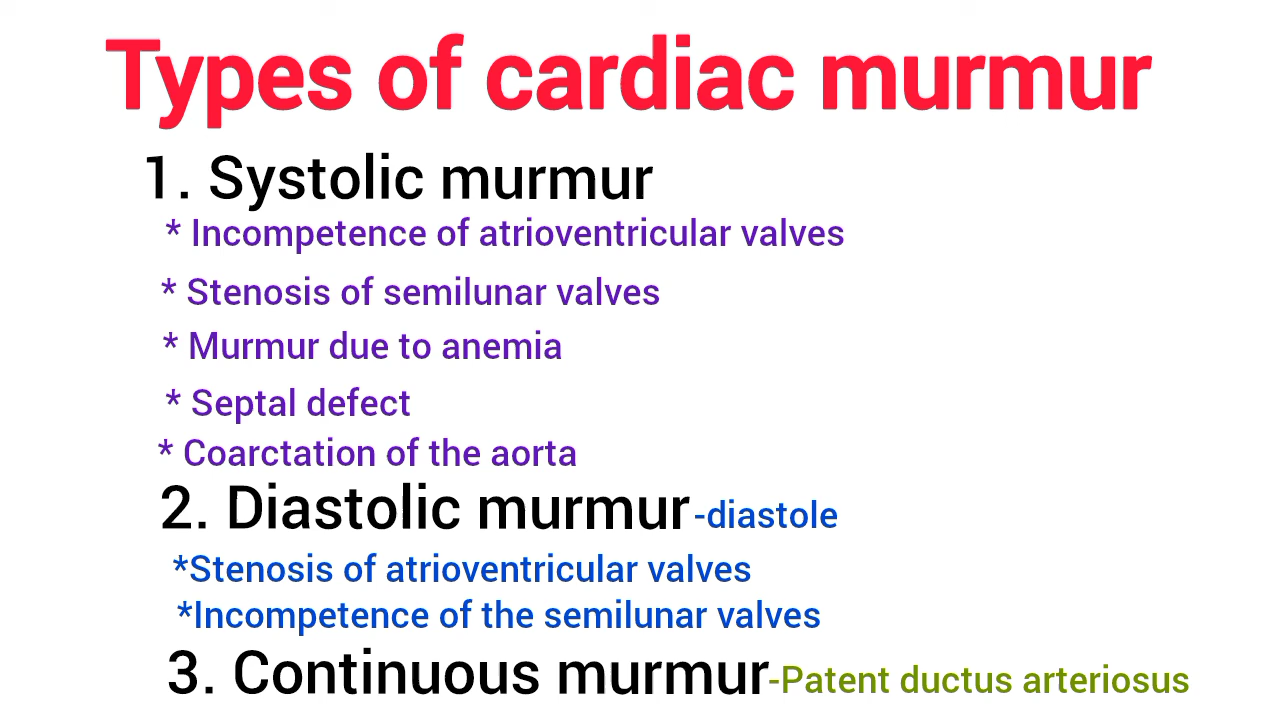 Types of cardiac murmur
1. Systolic murmur
* Incompetence of atrioventricular valves
* Stenosis of semilunar valves
* Murmur due to anemia
* Septal defect
* Coarctation of the aorta
2. Diastolic murmur-diastole
*Stenosis of atrioventricular valves
*Incompetence of the semilunar valves
3. Continuous murmur-Patent ductus arteriosus